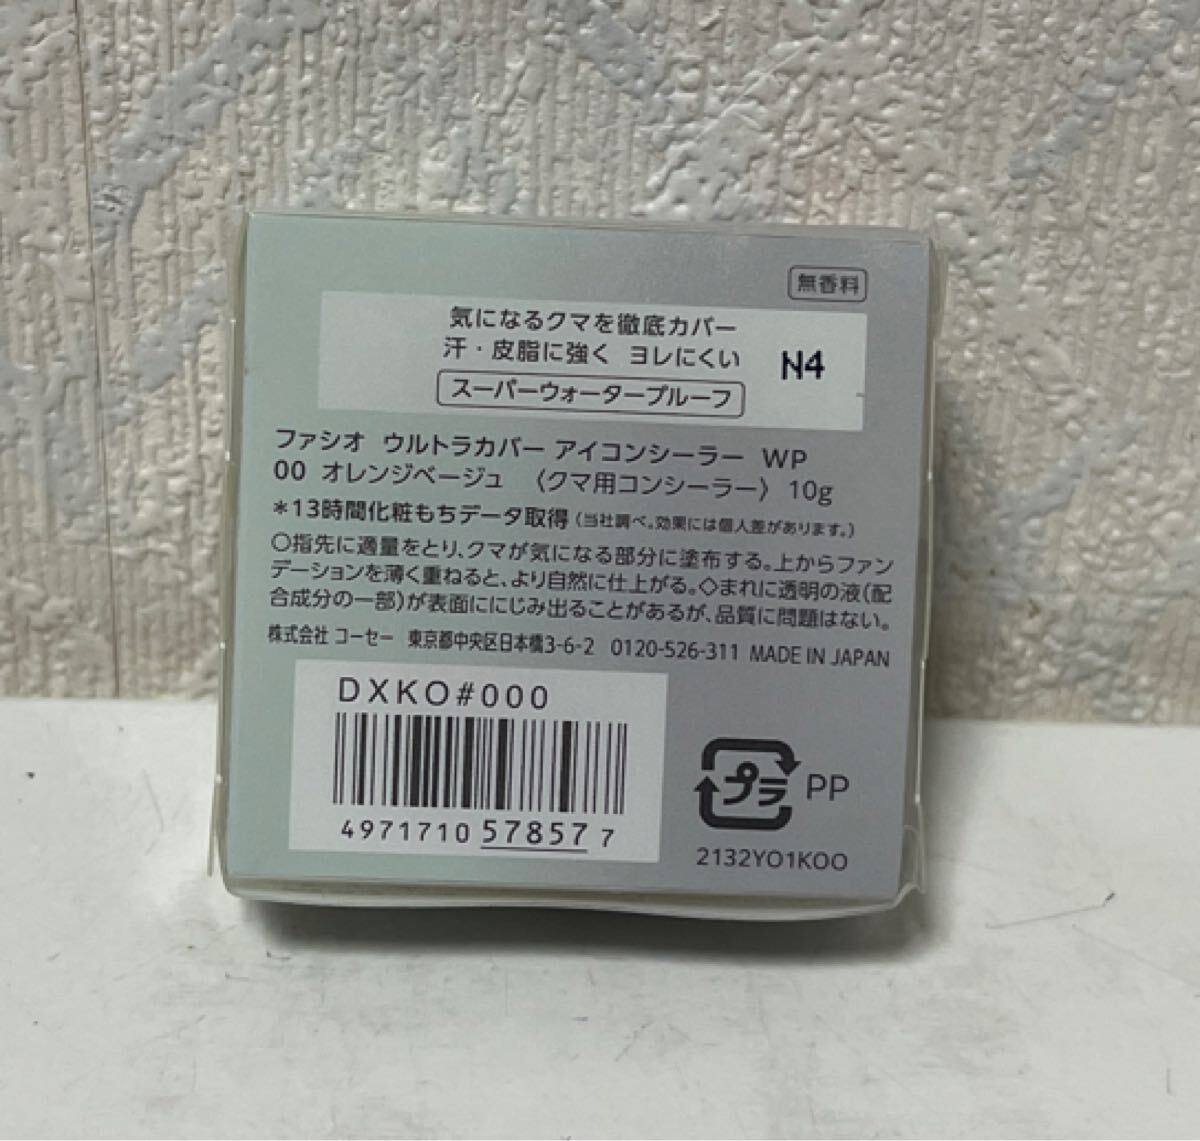 無香料
気になるクマを徹底カバー
汗・皮脂に強く ヨレにくい
N4
スーパーウォータープルーフ
ファシオ ウルトラカバー アイコンシーラー WP
00 オレンジベージュ 〈クマ用コンシーラー〉 10g
*13時間化粧もちデータ取得(当社調べ。効果には個人差があります。)
○指先に適量をとり、クマが気になる部分に塗布する。上からファン
デーションを薄く重ねると、より自然に仕上がる。◇まれに透明の液(配
合成分の一部)が表面ににじみ出ることがあるが、品質に問題はない。
株式会社 コーセー 東京都中央区日本橋3-6-2 0120-526-311 MADE IN JAPAN
DXKO#000
4971710 57857 7
プラ PP
2132Y01K00